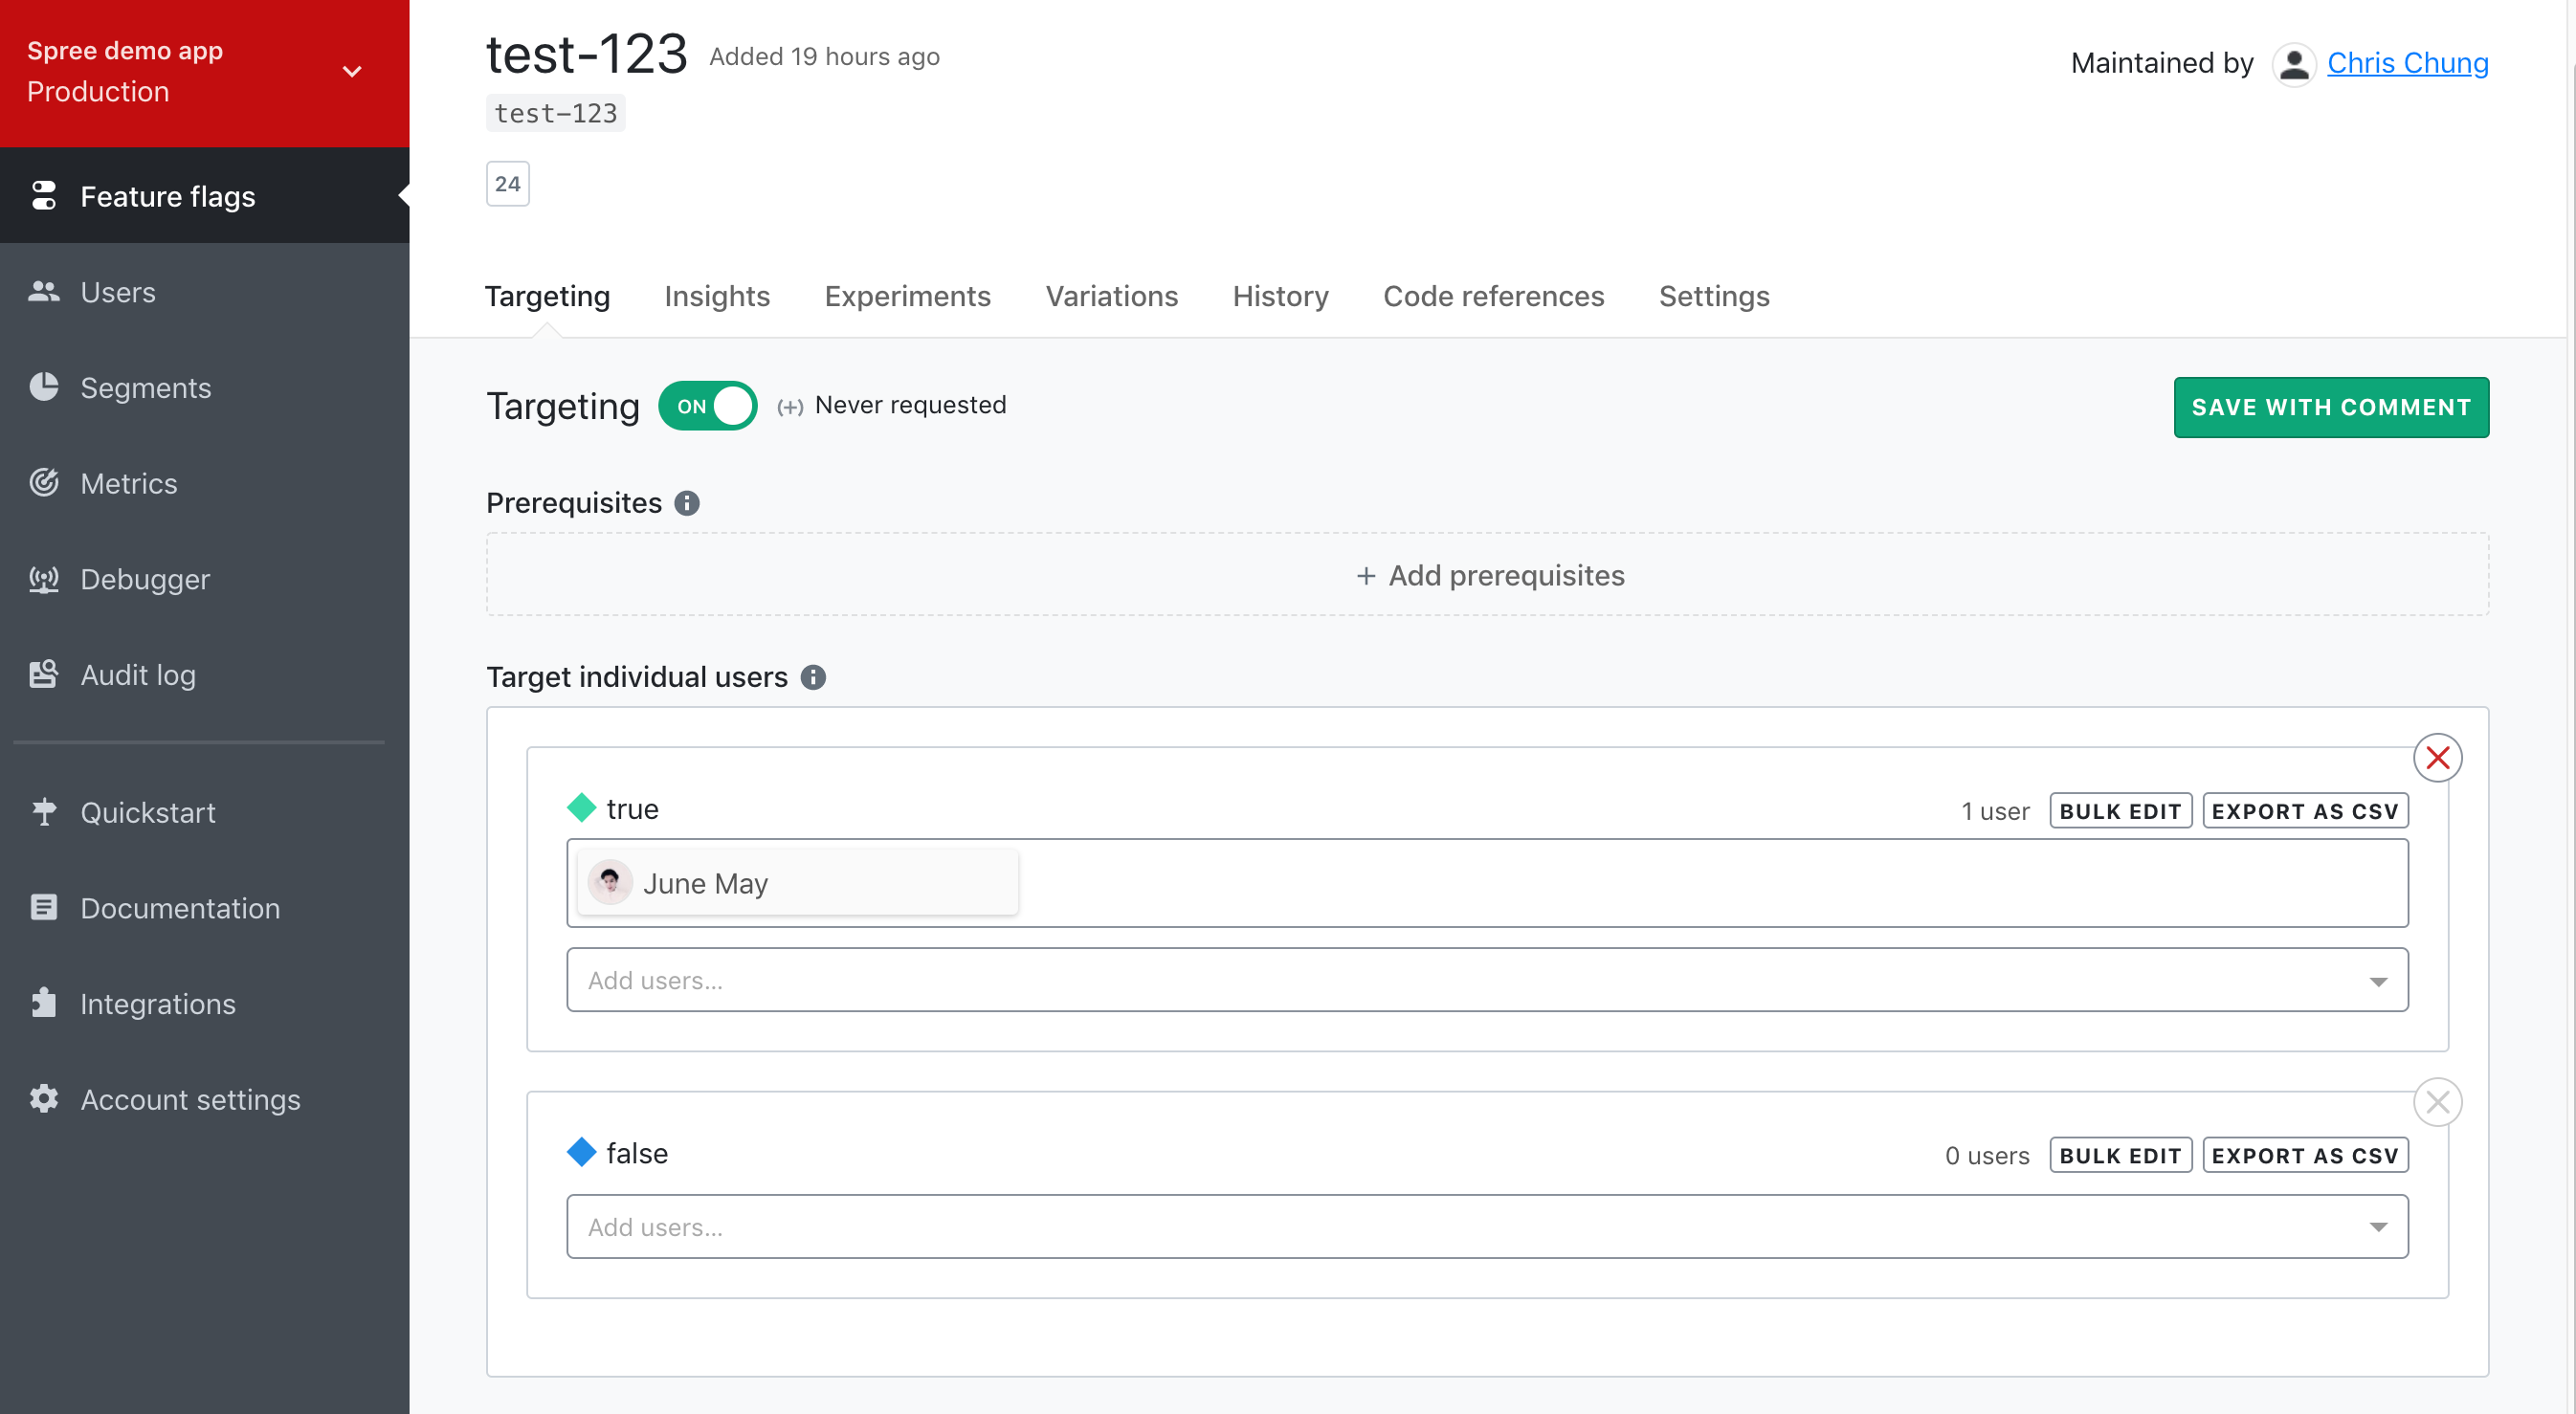 Spree demo app
Production
Feature flags
Users
Segments
Metrics
Debugger
Audit log
Quickstart
Documentation
Integrations
Account settings
test-123 Added 19 hours ago
Maintained by Chris Chung
test-123
24
Targeting Insights Experiments Variations History Code references Settings
Targeting ON (+) Never requested
SAVE WITH COMMENT
Prerequisites
+ Add prerequisites
Target individual users
true
1 user BULK EDIT EXPORT AS CSV
June May
Add users...
false
0 users BULK EDIT EXPORT AS CSV
Add users...